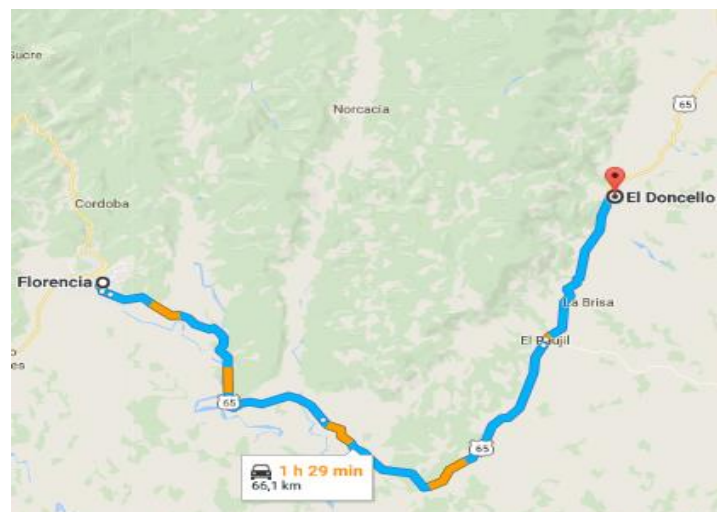 Sucre
Norcacia
65
Cordoba
El Doncello
Florencia
La Brisa
El Paujil
es
65
65
1 h 29 min
66,1 km